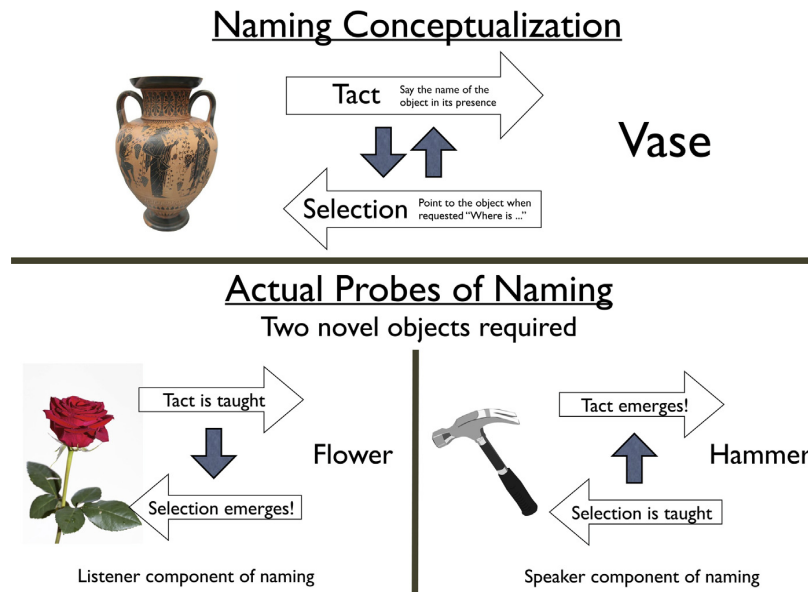 Naming Conceptualization
Tact
Say the name of the
object in its presence
Vase
Selection
Point to the object when
requested "Where is ..."
Actual Probes of Naming
Two novel objects required
Tact is taught
Flower
Selection emerges!
Listener component of naming
Tact emerges!
Hammer
Selection is taught
Speaker component of naming